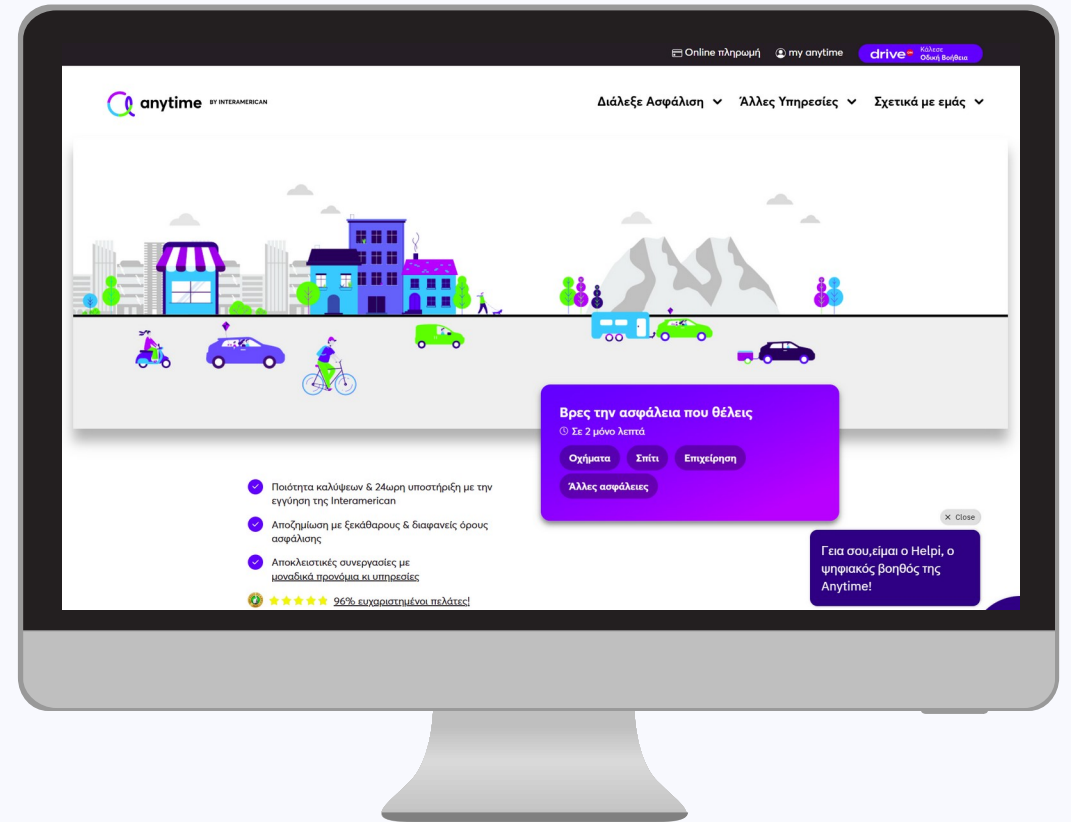 Online πληρωμή my anytime drive Κάλεσε
Οδική Βοήθεια
anytime BY INTERAMERICAN
Διάλεξε Ασφάλιση Άλλες Υπηρεσίες Σχετικά με εμάς
Βρες την ασφάλεια που θέλεις
Σε 2 μόνο λεπτά
Οχήματα Σπίτι Επιχείρηση
Άλλες ασφάλειες
Ποιότητα καλύψεων & 24ωρη υποστήριξη με την
εγγύηση της Interamerican
Αποζημίωση με ξεκάθαρους & διαφανείς όρους
ασφάλισης
Αποκλειστικές συνεργασίες με
μοναδικά προνόμια κι υπηρεσίες
96% ευχαριστημένοι πελάτες!
× Close
Γεια σου,είμαι ο Helpi, ο
ψηφιακός βοηθός της
Anytime!